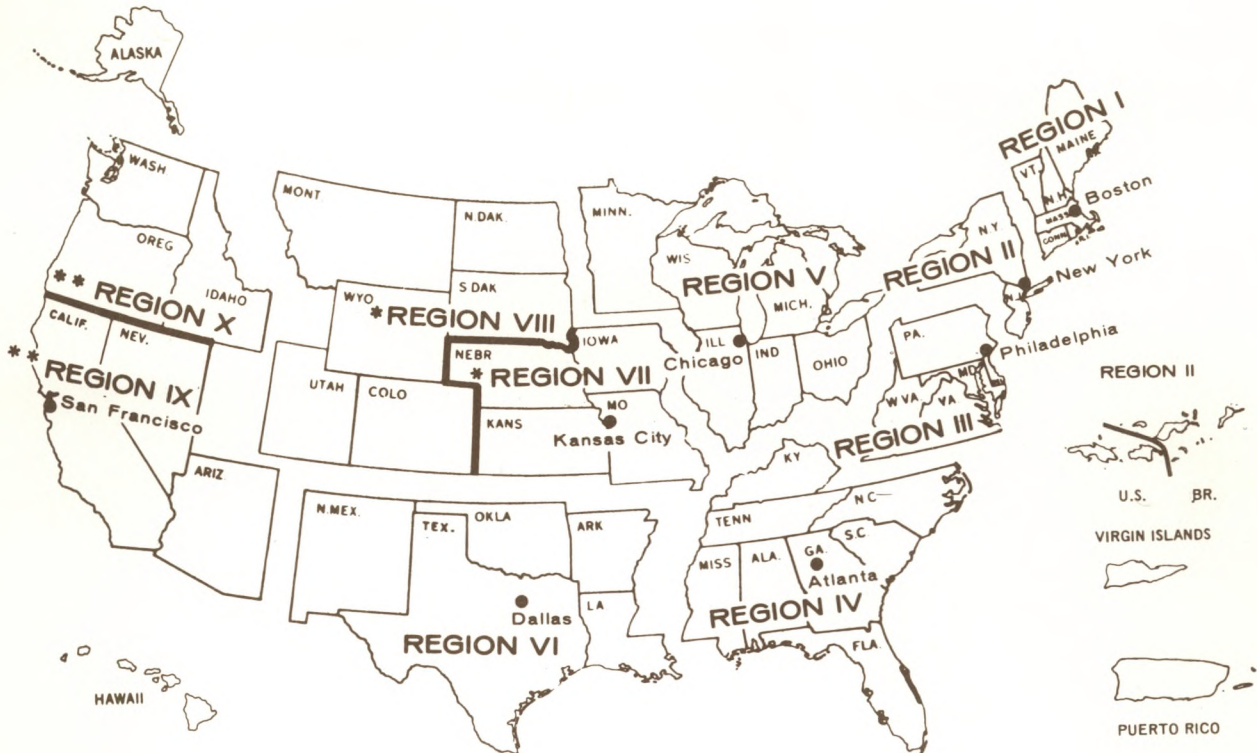 ALASKA
REGION I
WASH
MAINE
VT.
MONT.
N.H.
Boston
N.DAK.
MINN.
MASS
OREG
N.Y.
CONN.
R.I.
WIS
REGION V
REGION II
New York
** REGION X
IDAHO
WYO
S.DAK
MICH.
N.J.
*REGION VIII
CALIF.
NEV.
PA.
IOWA
ILL
Philadelphia
NEBR
Chicago
IND
OHIO
MD
**
REGION IX
* REGION VII
REGION II
UTAH
COLO
W VA
VA
San Francisco
MO
KANS
Kansas City
REGION III
KY
ARIZ.
U.S. BR.
N.C
N.MEX.
OKLA
TENN
TEX.
ARK
S.C.
VIRGIN ISLANDS
MISS
ALA.
GA.
Atlanta
Dallas
LA
REGION IV
REGION VI
FLA.
HAWAII
PUERTO RICO